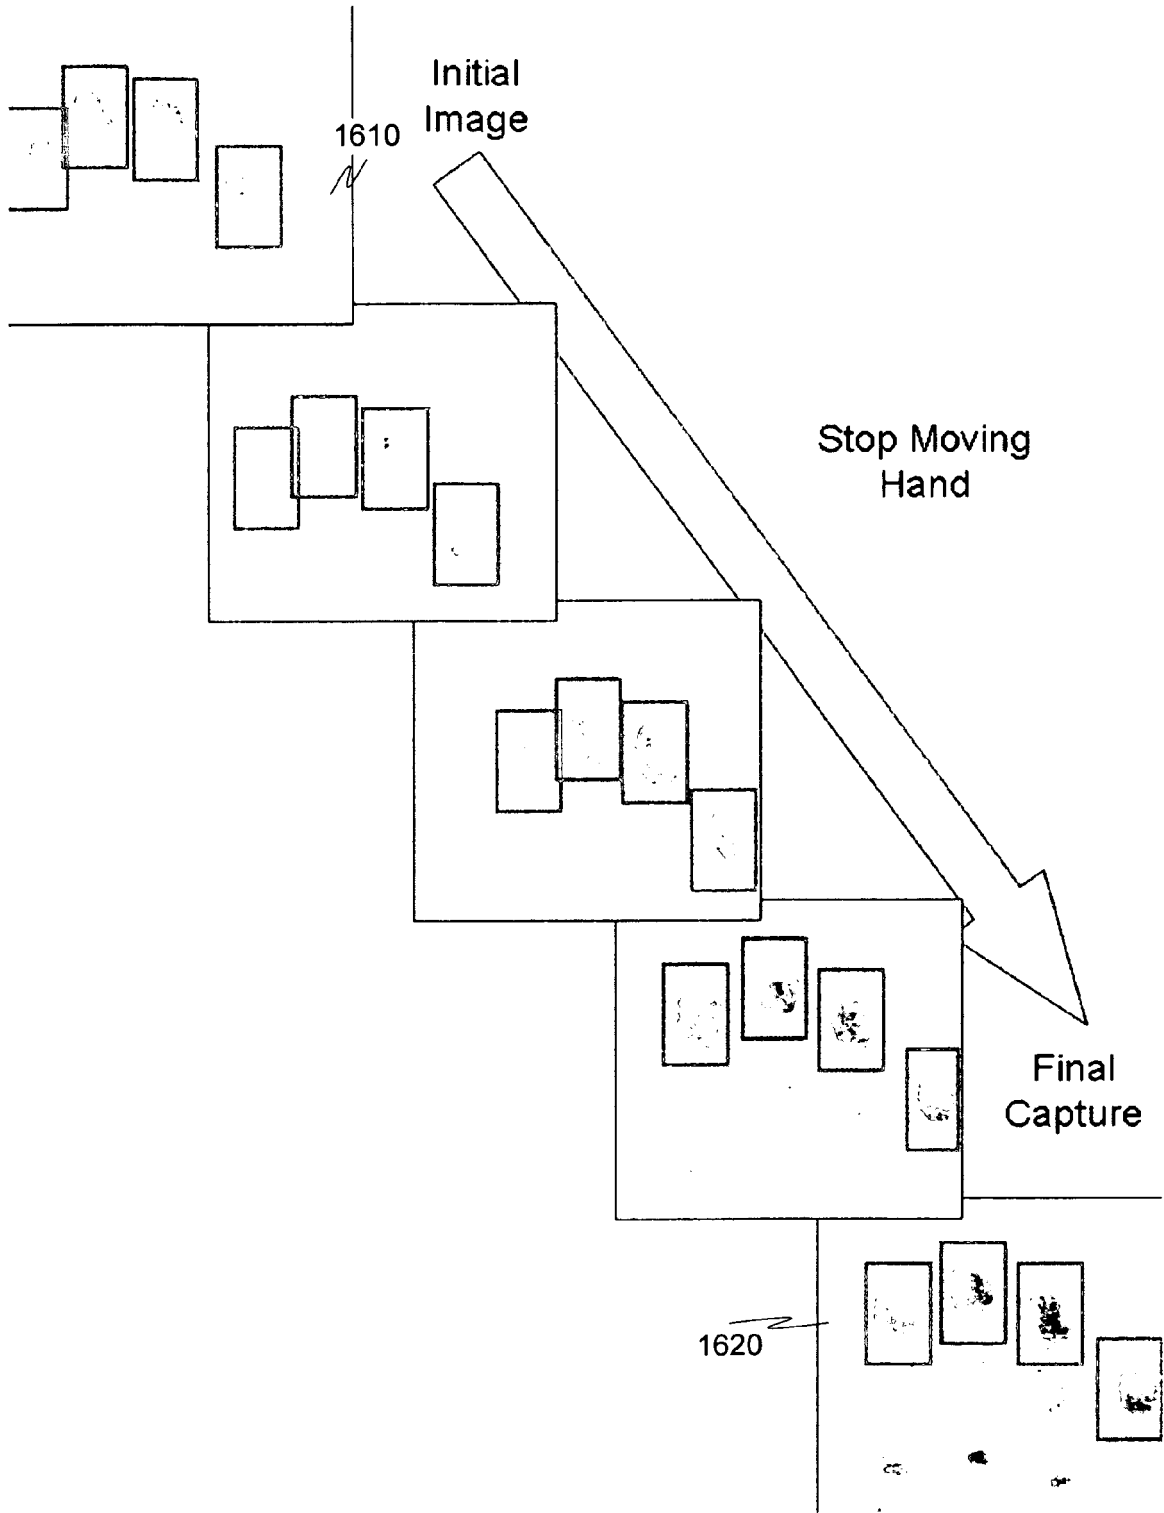 Initial
Image
1610
Stop Moving
Hand
Final
Capture
1620